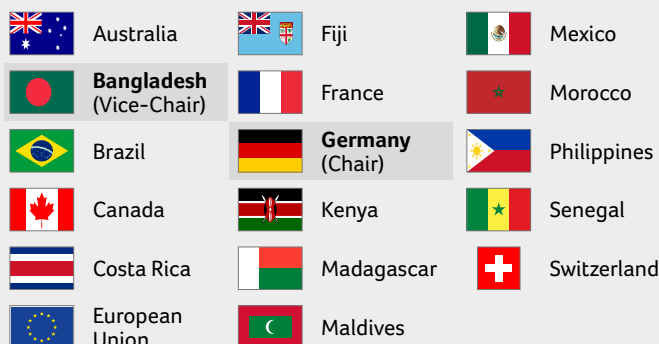 Australia
Bangladesh
(Vice-Chair)
Brazil
Canada
Costa Rica
European
Union
Fiji
France
Germany
(Chair)
Kenya
Madagascar
Maldives
Mexico
Morocco
Philippines
Senegal
Switzerland